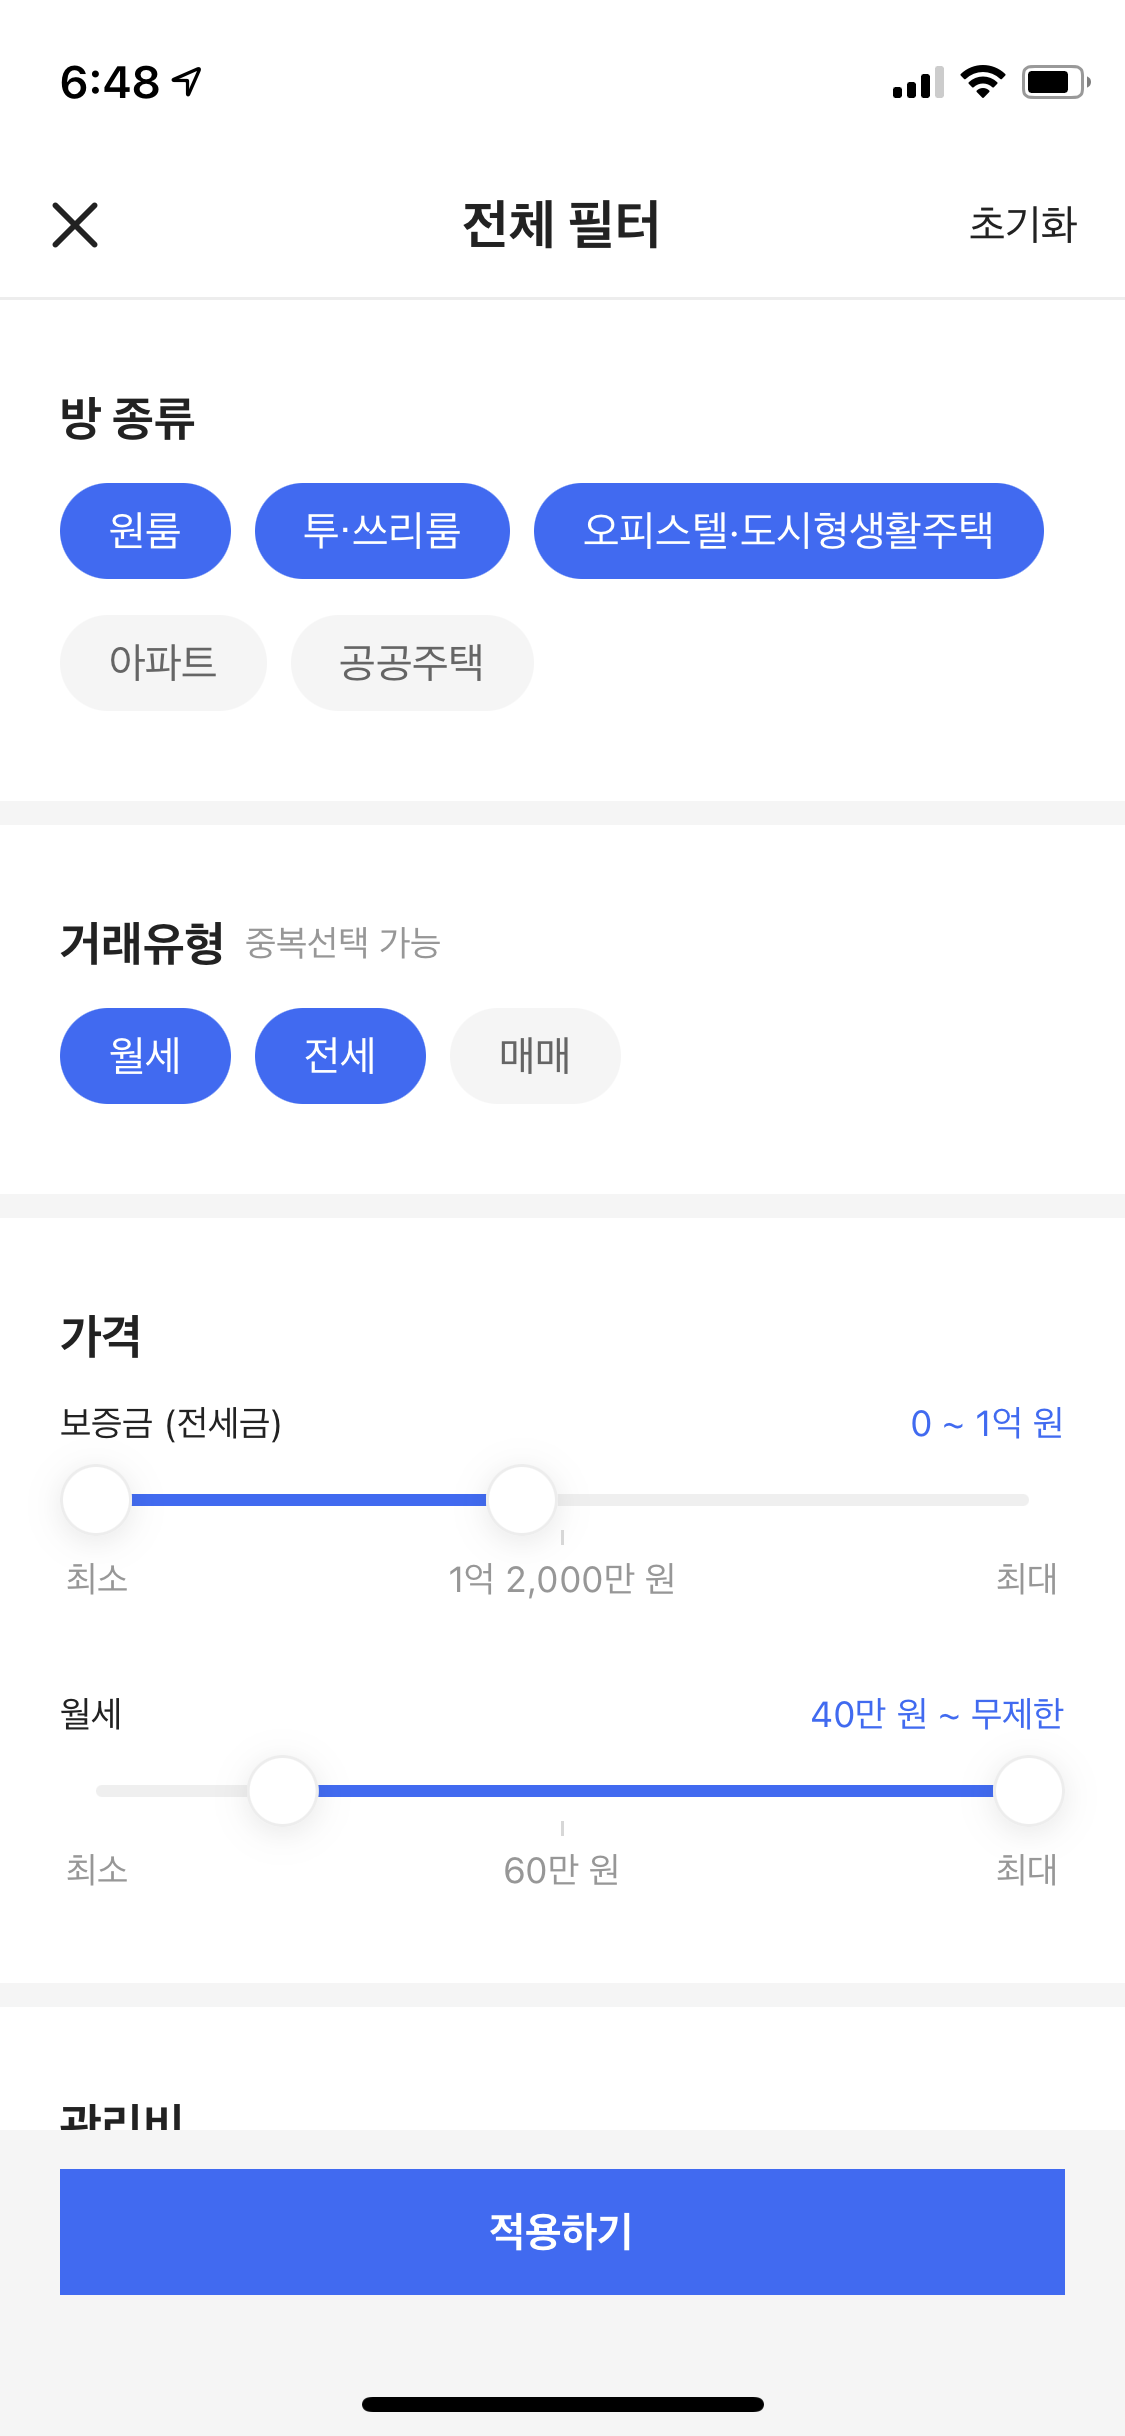 6:48
전체 필터
초기화
방 종류
원룸 투·쓰리룸 오피스텔·도시형생활주택
아파트 공공주택
거래유형 중복선택 가능
월세 전세 매매
가격
보증금 (전세금) 0 ~ 1억 원
최소 1억 2,000만 원 최대
월세 40만 원 ~ 무제한
최소 60만 원 최대
관리비
적용하기